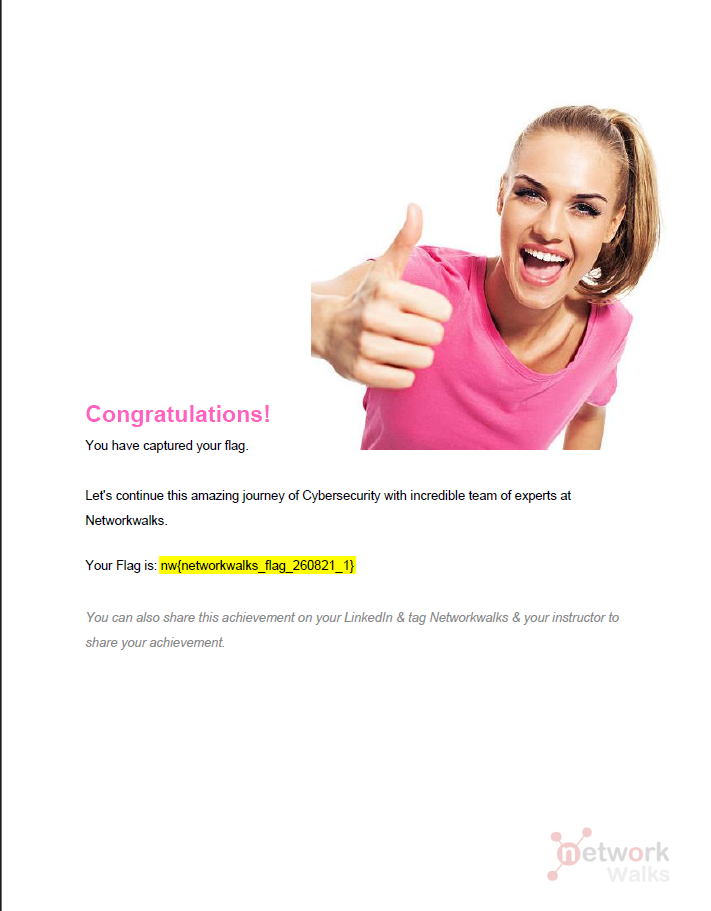 Congratulations!
You have captured your flag.
Let's continue this amazing journey of Cybersecurity with incredible team of experts at
Networkwalks.
Your Flag is: nw{networkwalks_flag_260821_1}
You can also share this achievement on your LinkedIn & tag Networkwalks & your instructor to
share your achievement.
network
Walks